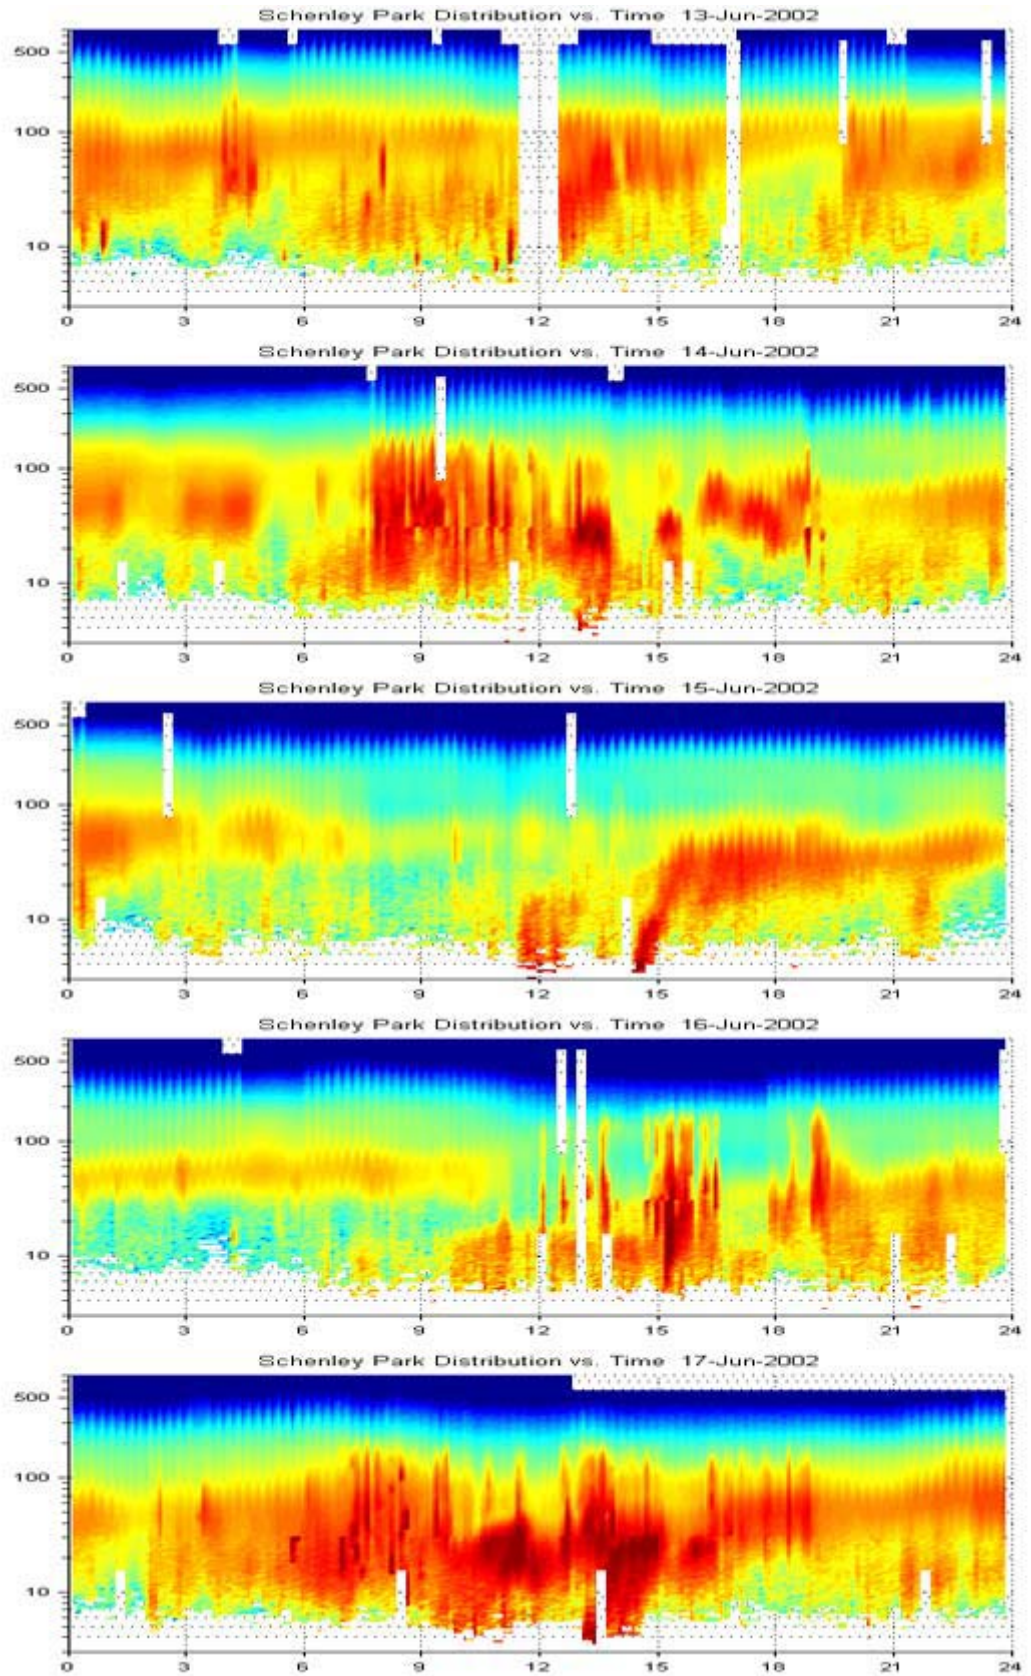 Schenley Park Distribution vs. Time 13-Jun-2002
500
100
10
0 3 6 9 12 15 18 21 24
Schenley Park Distribution vs. Time 14-Jun-2002
500
100
10
0 3 6 9 12 15 18 21 24
Schenley Park Distribution vs. Time 15-Jun-2002
500
100
10
0 3 6 9 12 15 18 21 24
Schenley Park Distribution vs. Time 16-Jun-2002
500
100
10
0 3 6 9 12 15 18 21 24
Schenley Park Distribution vs. Time 17-Jun-2002
500
100
10
0 3 6 9 12 15 18 21 24